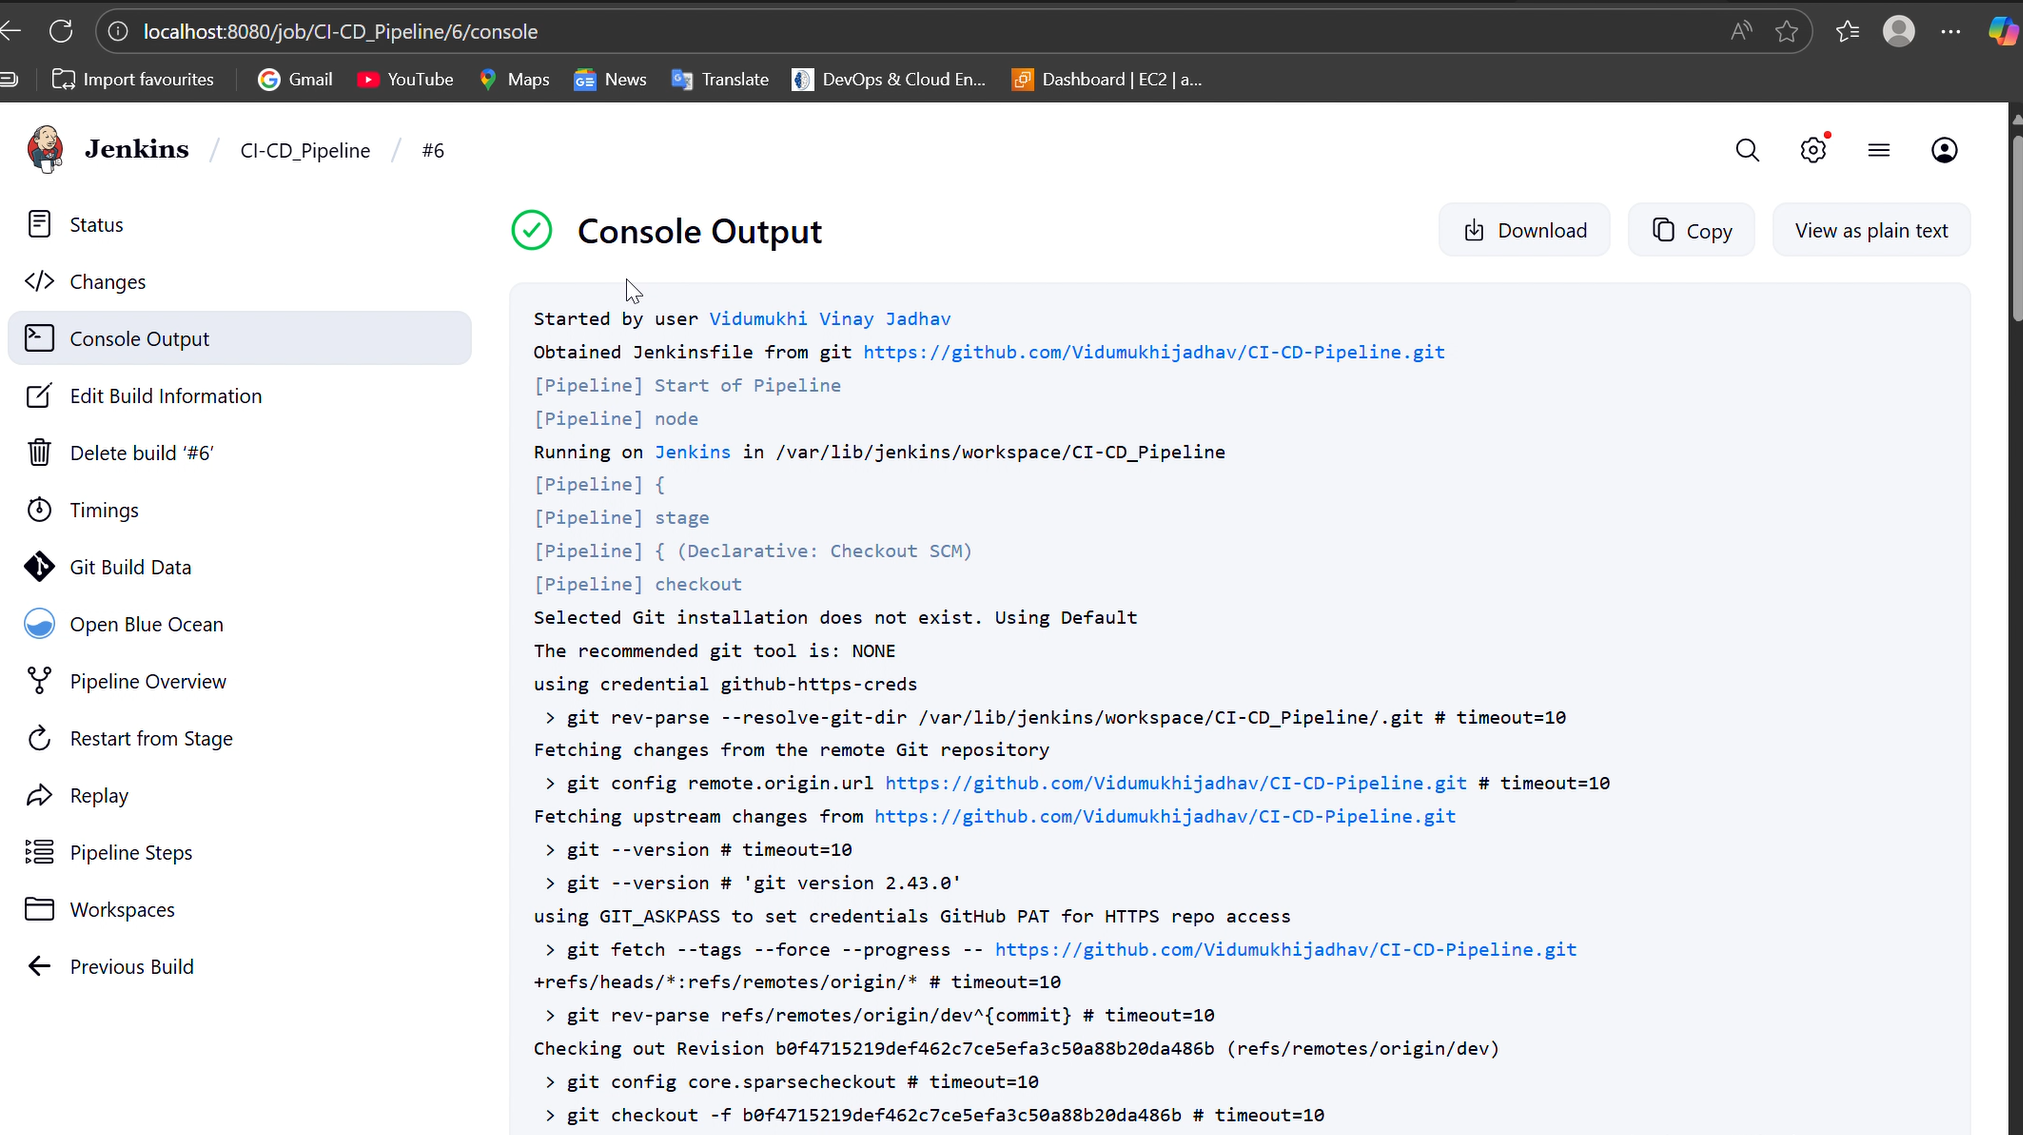 localhost:8080/job/CI-CD_Pipeline/6/console
Import favourites
Gmail
YouTube
Maps
News
Translate
DevOps & Cloud En...
Dashboard | EC2 | a...
Jenkins / CI-CD_Pipeline / #6
Status
Changes
Console Output
Edit Build Information
Delete build ‘#6’
Timings
Git Build Data
Open Blue Ocean
Pipeline Overview
Restart from Stage
Replay
Pipeline Steps
Workspaces
Previous Build
Console Output
Download
Copy
View as plain text
Started by user Vidumukhi Vinay Jadhav
Obtained Jenkinsfile from git https://github.com/Vidumukhijadhav/CI-CD-Pipeline.git
[Pipeline] Start of Pipeline
[Pipeline] node
Running on Jenkins in /var/lib/jenkins/workspace/CI-CD_Pipeline
[Pipeline] {
[Pipeline] stage
[Pipeline] { (Declarative: Checkout SCM)
[Pipeline] checkout
Selected Git installation does not exist. Using Default
The recommended git tool is: NONE
using credential github-https-creds
> git rev-parse --resolve-git-dir /var/lib/jenkins/workspace/CI-CD_Pipeline/.git # timeout=10
Fetching changes from the remote Git repository
> git config remote.origin.url https://github.com/Vidumukhijadhav/CI-CD-Pipeline.git # timeout=10
Fetching upstream changes from https://github.com/Vidumukhijadhav/CI-CD-Pipeline.git
> git --version # timeout=10
> git --version # 'git version 2.43.0'
using GIT_ASKPASS to set credentials GitHub PAT for HTTPS repo access
> git fetch --tags --force --progress -- https://github.com/Vidumukhijadhav/CI-CD-Pipeline.git
+refs/heads/*:refs/remotes/origin/* # timeout=10
> git rev-parse refs/remotes/origin/dev^{commit} # timeout=10
Checking out Revision b0f4715219def462c7ce5efa3c50a88b20da486b (refs/remotes/origin/dev)
> git config core.sparsecheckout # timeout=10
> git checkout -f b0f4715219def462c7ce5efa3c50a88b20da486b # timeout=10